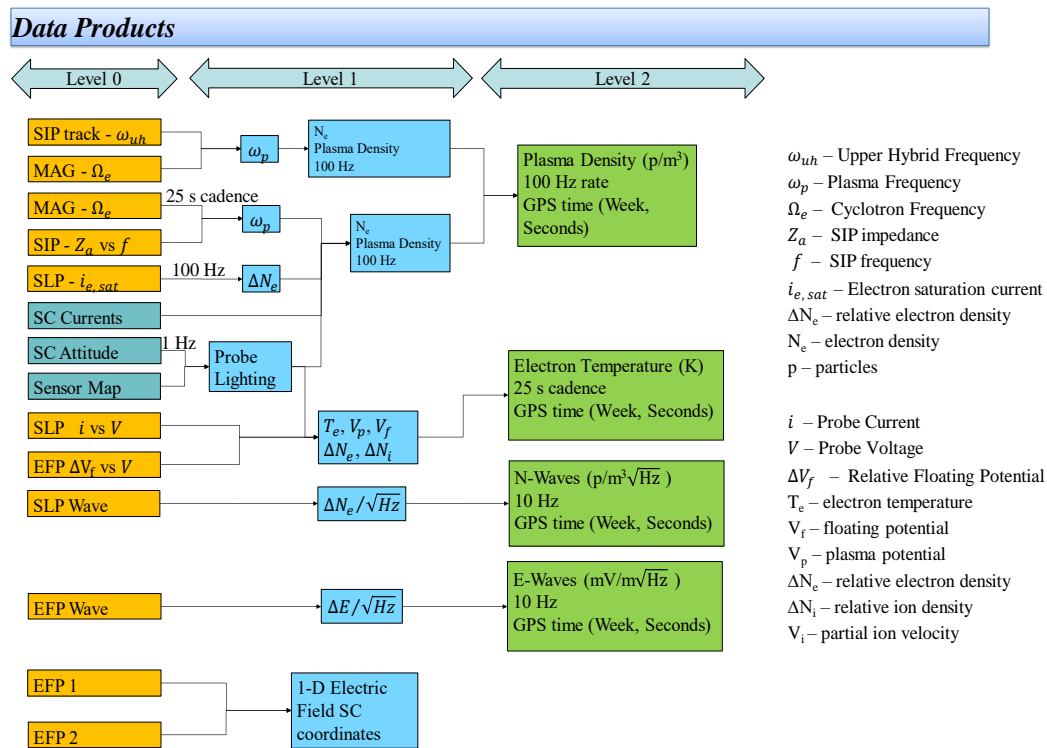 Data Products
Level 0
Level 1
Level 2
SIP track - ω_uh
MAG - Ω_e
MAG - Ω_e
SIP - Z_a vs f
SLP - i_e,sat
SC Currents
SC Attitude
Sensor Map
SLP i vs V
EFP ΔV_f vs V
SLP Wave
EFP Wave
EFP 1
EFP 2
25 s cadence
100 Hz
1 Hz
ω_p
ω_p
ΔN_e
Probe
Lighting
N_e
Plasma Density
100 Hz
N_e
Plasma Density
100 Hz
T_e, V_p, V_f
ΔN_e, ΔN_i
ΔN_e/√Hz
ΔE/√Hz
1-D Electric
Field SC
coordinates
Plasma Density (p/m³)
100 Hz rate
GPS time (Week,
Seconds)
Electron Temperature (K)
25 s cadence
GPS time (Week, Seconds)
N-Waves (p/m³√Hz)
10 Hz
GPS time (Week, Seconds)
E-Waves (mV/m√Hz )
10 Hz
GPS time (Week, Seconds)
ω_uh – Upper Hybrid Frequency
ω_p – Plasma Frequency
Ω_e – Cyclotron Frequency
Z_a – SIP impedance
f – SIP frequency
i_e,sat – Electron saturation current
ΔN_e – relative electron density
N_e – electron density
p – particles
i – Probe Current
V – Probe Voltage
ΔV_f – Relative Floating Potential
T_e – electron temperature
V_f – floating potential
V_p – plasma potential
ΔN_e – relative electron density
ΔN_i – relative ion density
V_i – partial ion velocity